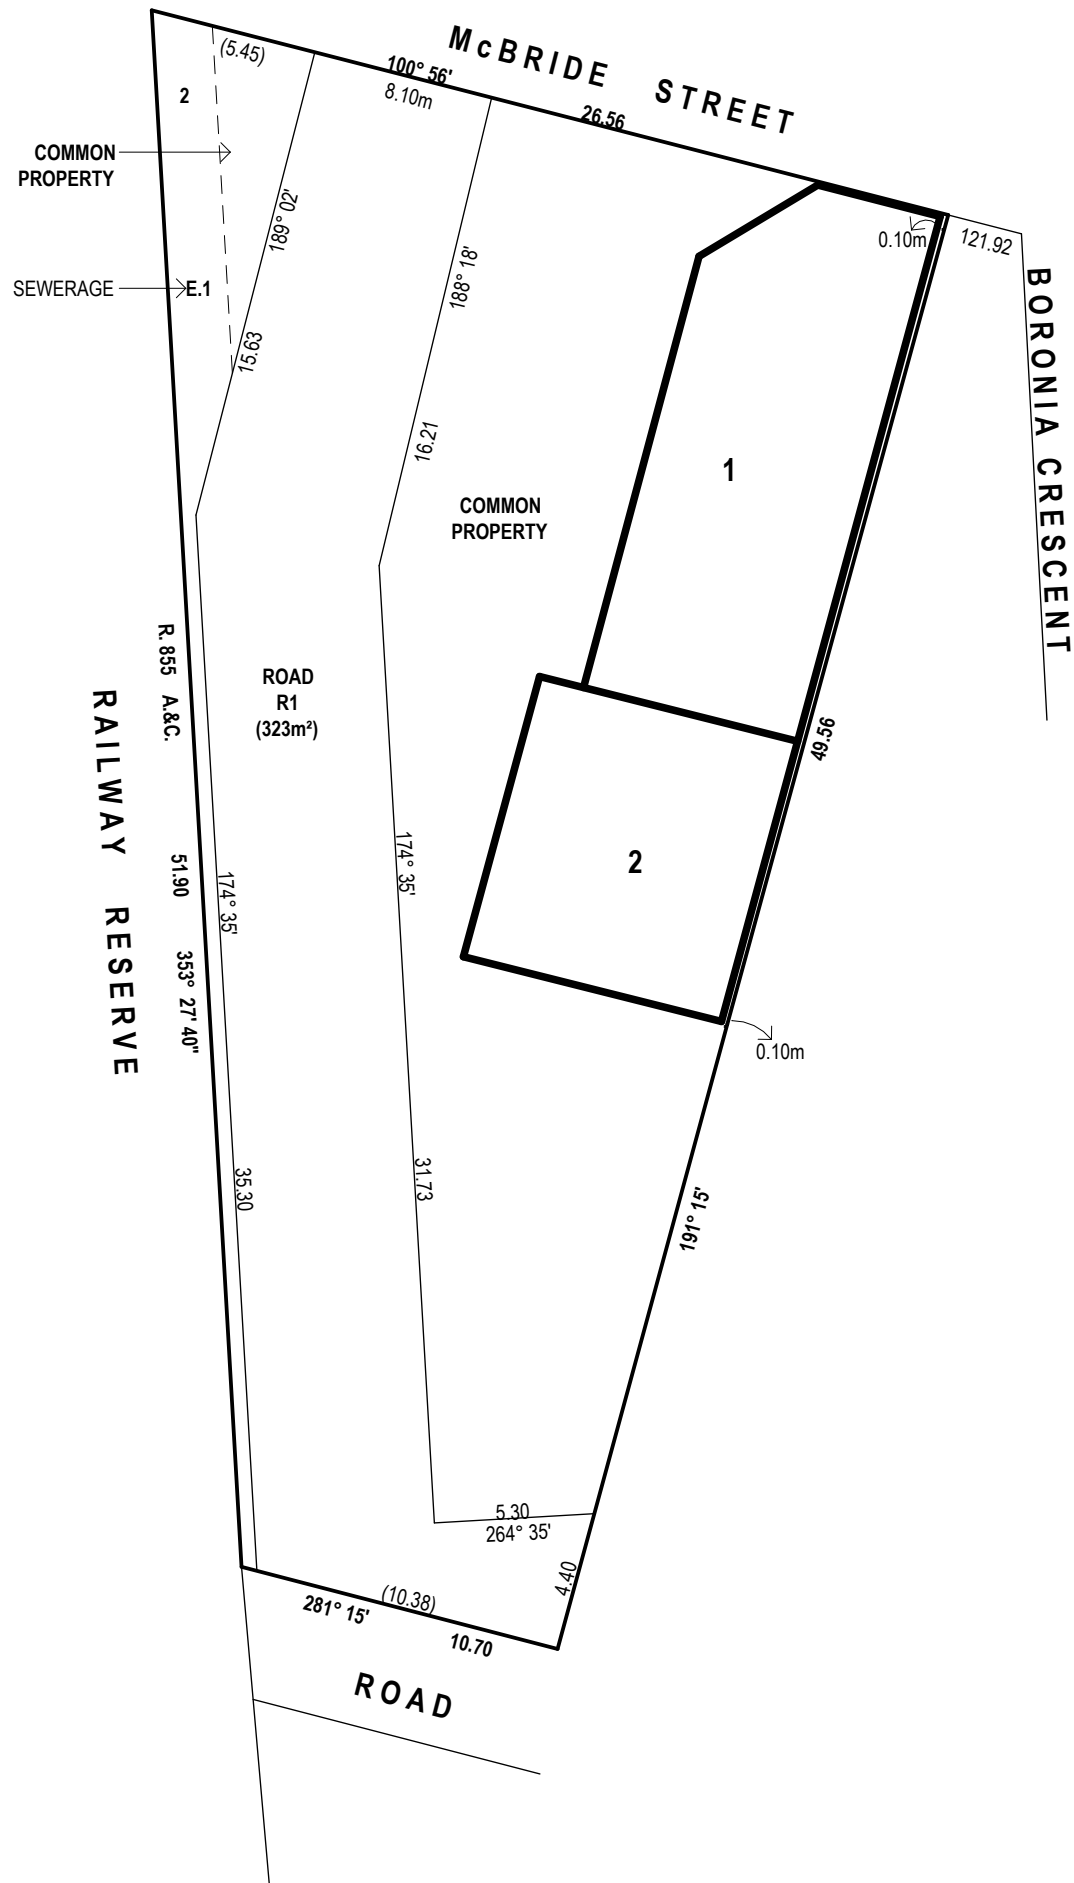 McBRIDE STREET
(5.45)
100° 56'
8.10m
26.56
2
COMMON
PROPERTY
189° 02'
0.10m
121.92
188° 18'
SEWERAGE
E.1
BORONIA CRESCENT
15.63
16.21
1
COMMON
PROPERTY
R. 855 A.&C.
ROAD
R1
(323m²)
RAILWAY RESERVE
49.56
51.90
174° 35'
174° 35'
2
353° 27' 40"
0.10m
35.30
31.73
191° 15'
5.30
264° 35'
4.40
(10.38)
281° 15'
10.70
ROAD